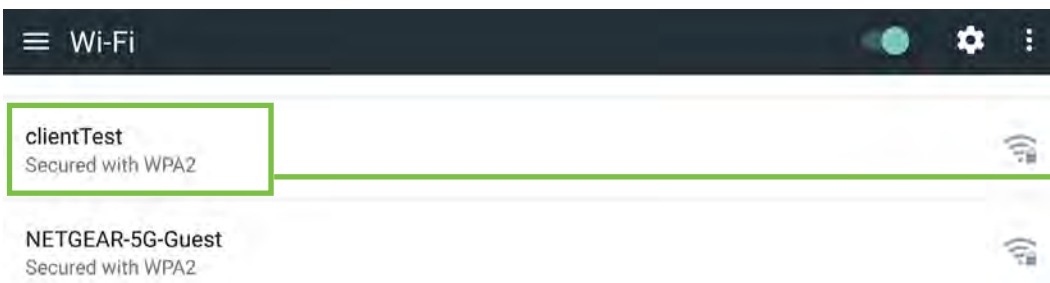 Wi-Fi
clientTest
Secured with WPA2
NETGEAR-5G-Guest
Secured with WPA2